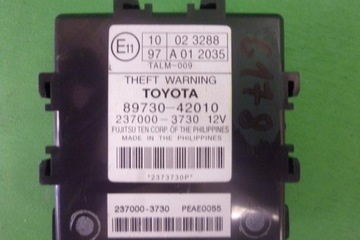 E11
10 02 3288
97 A 01 2035
TALM-009
THEFT WARNING
TOYOTA
89730-42010
237000-3730 12V
FUJITSU TEN CORP. OF THE PHILIPPINES
MADE IN THE PHILIPPINES
*2373730P*
237000-3730 PEAE0055